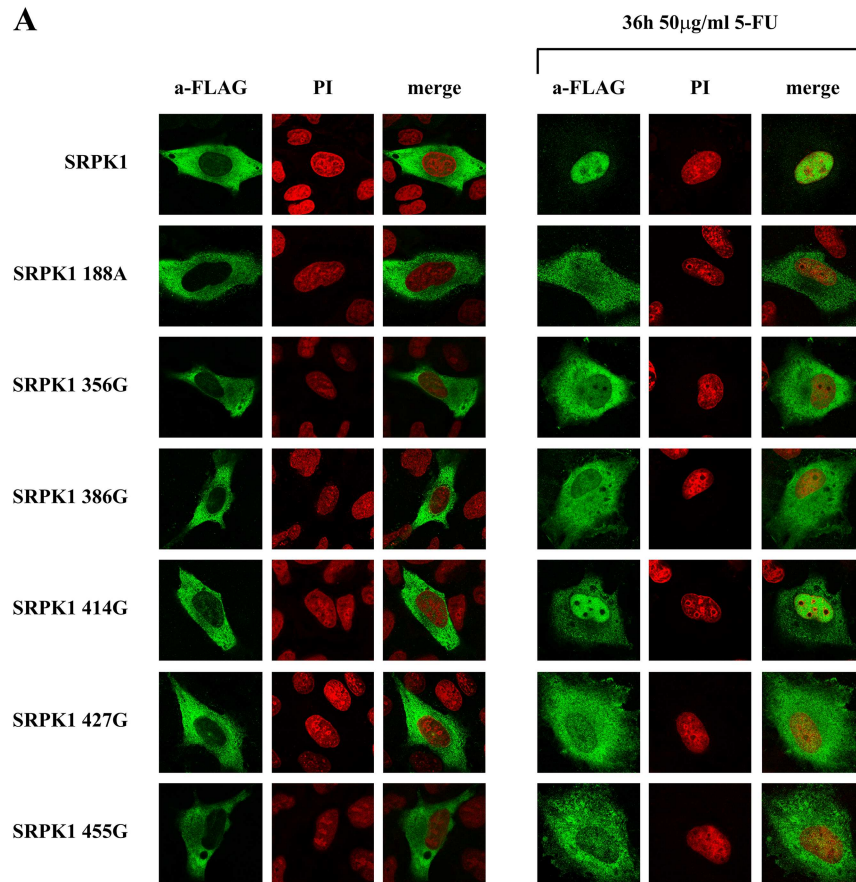 A
36h 50μg/ml 5-FU
a-FLAG PI merge a-FLAG PI merge
SRPK1
SRPK1 188A
SRPK1 356G
SRPK1 386G
SRPK1 414G
SRPK1 427G
SRPK1 455G